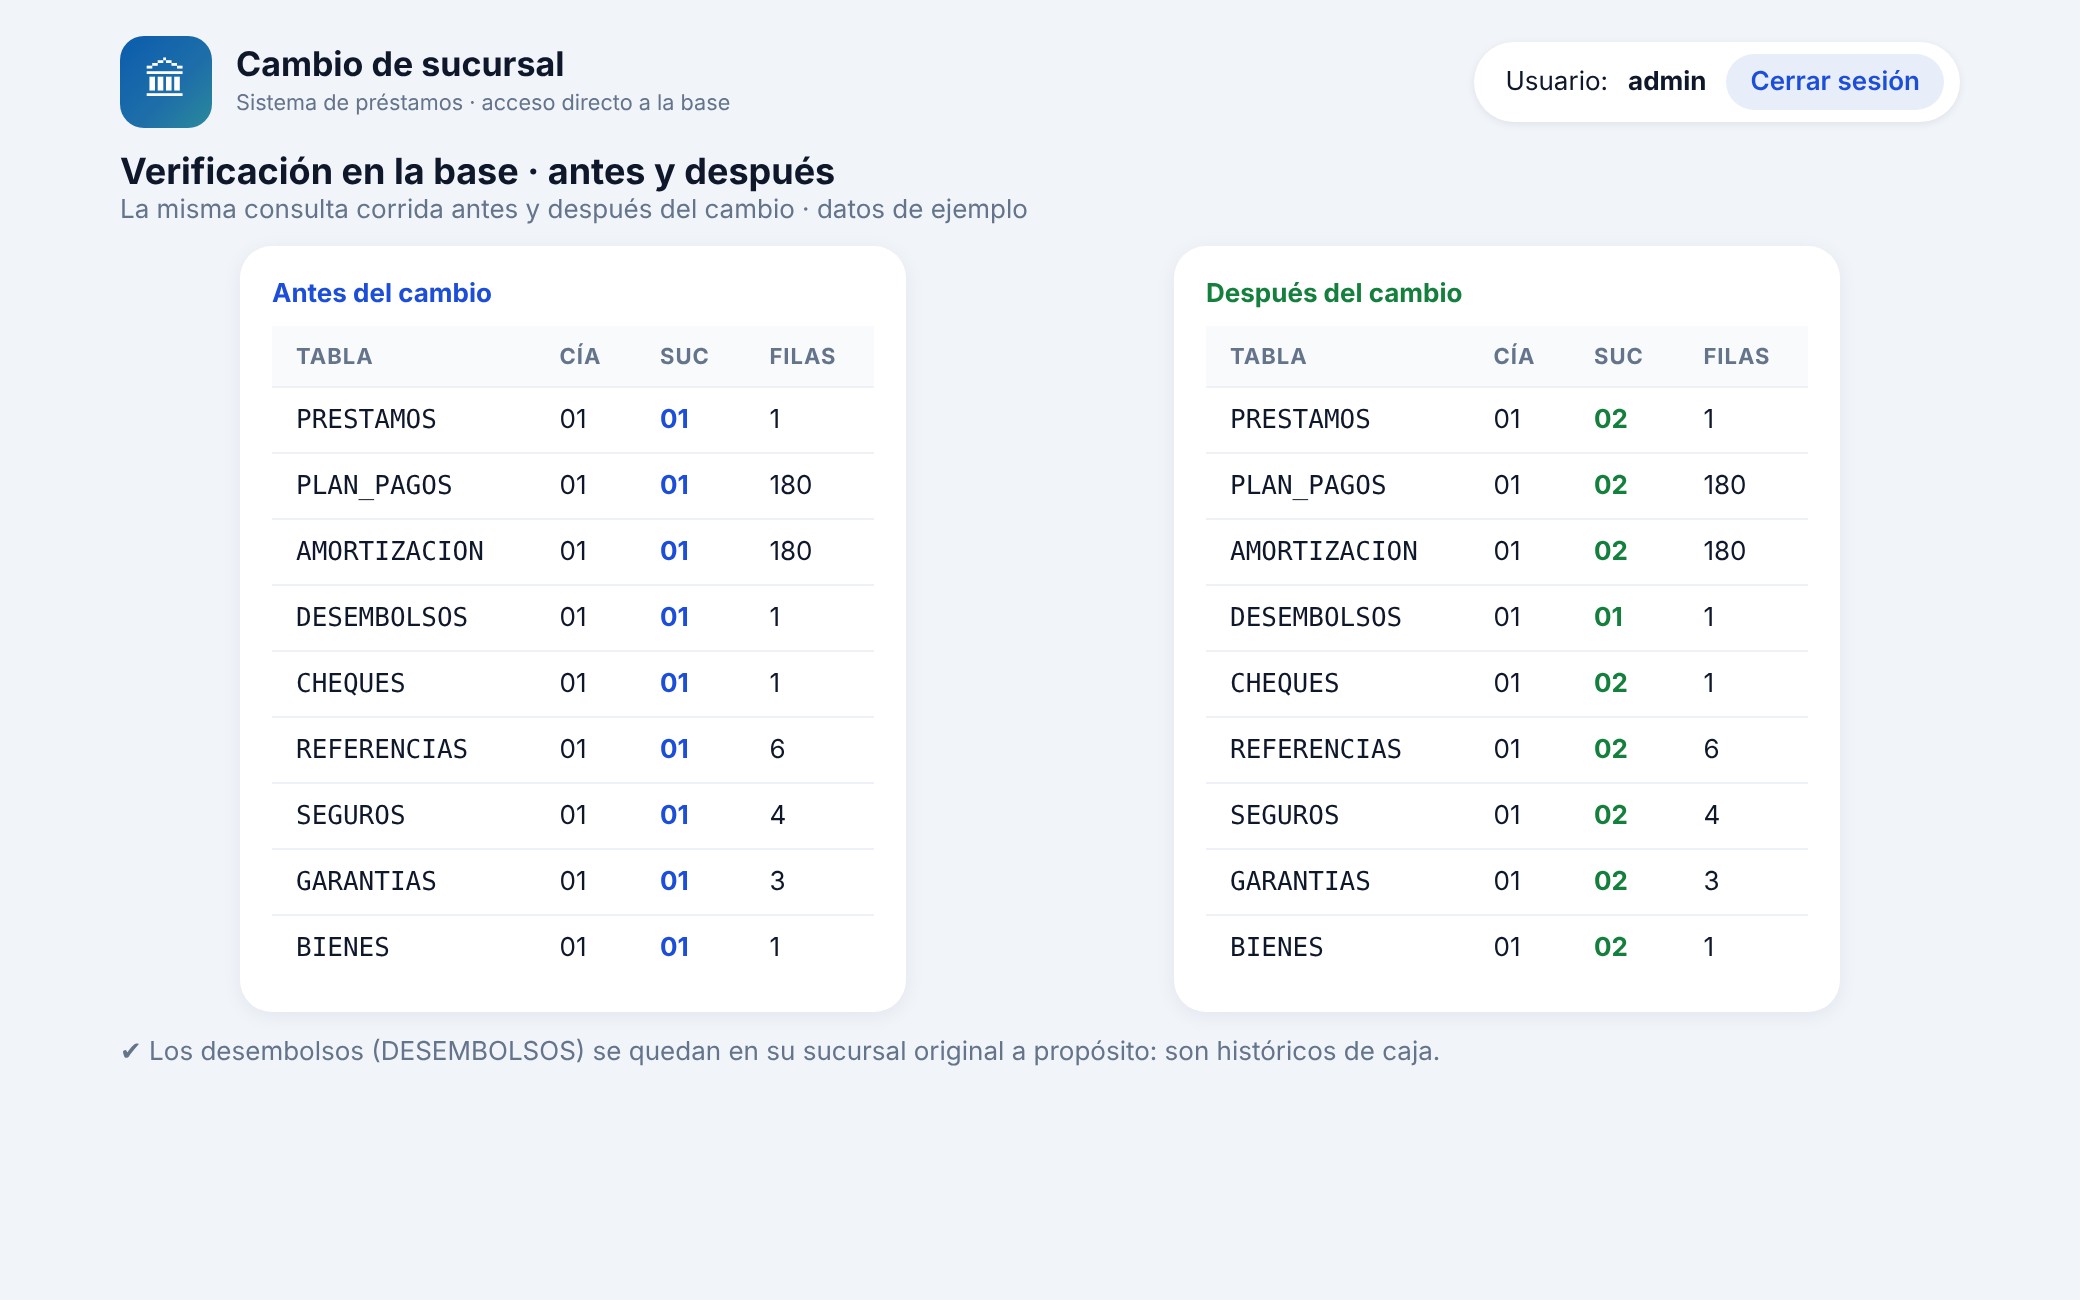 Cambio de sucursal
Sistema de préstamos · acceso directo a la base
Usuario: admin Cerrar sesión
Verificación en la base · antes y después
La misma consulta corrida antes y después del cambio · datos de ejemplo
Antes del cambio
TABLA CÍA SUC FILAS
PRESTAMOS 01 01 1
PLAN_PAGOS 01 01 180
AMORTIZACION 01 01 180
DESEMBOLSOS 01 01 1
CHEQUES 01 01 1
REFERENCIAS 01 01 6
SEGUROS 01 01 4
GARANTIAS 01 01 3
BIENES 01 01 1
Después del cambio
TABLA CÍA SUC FILAS
PRESTAMOS 01 02 1
PLAN_PAGOS 01 02 180
AMORTIZACION 01 02 180
DESEMBOLSOS 01 01 1
CHEQUES 01 02 1
REFERENCIAS 01 02 6
SEGUROS 01 02 4
GARANTIAS 01 02 3
BIENES 01 02 1
✔ Los desembolsos (DESEMBOLSOS) se quedan en su sucursal original a propósito: son históricos de caja.